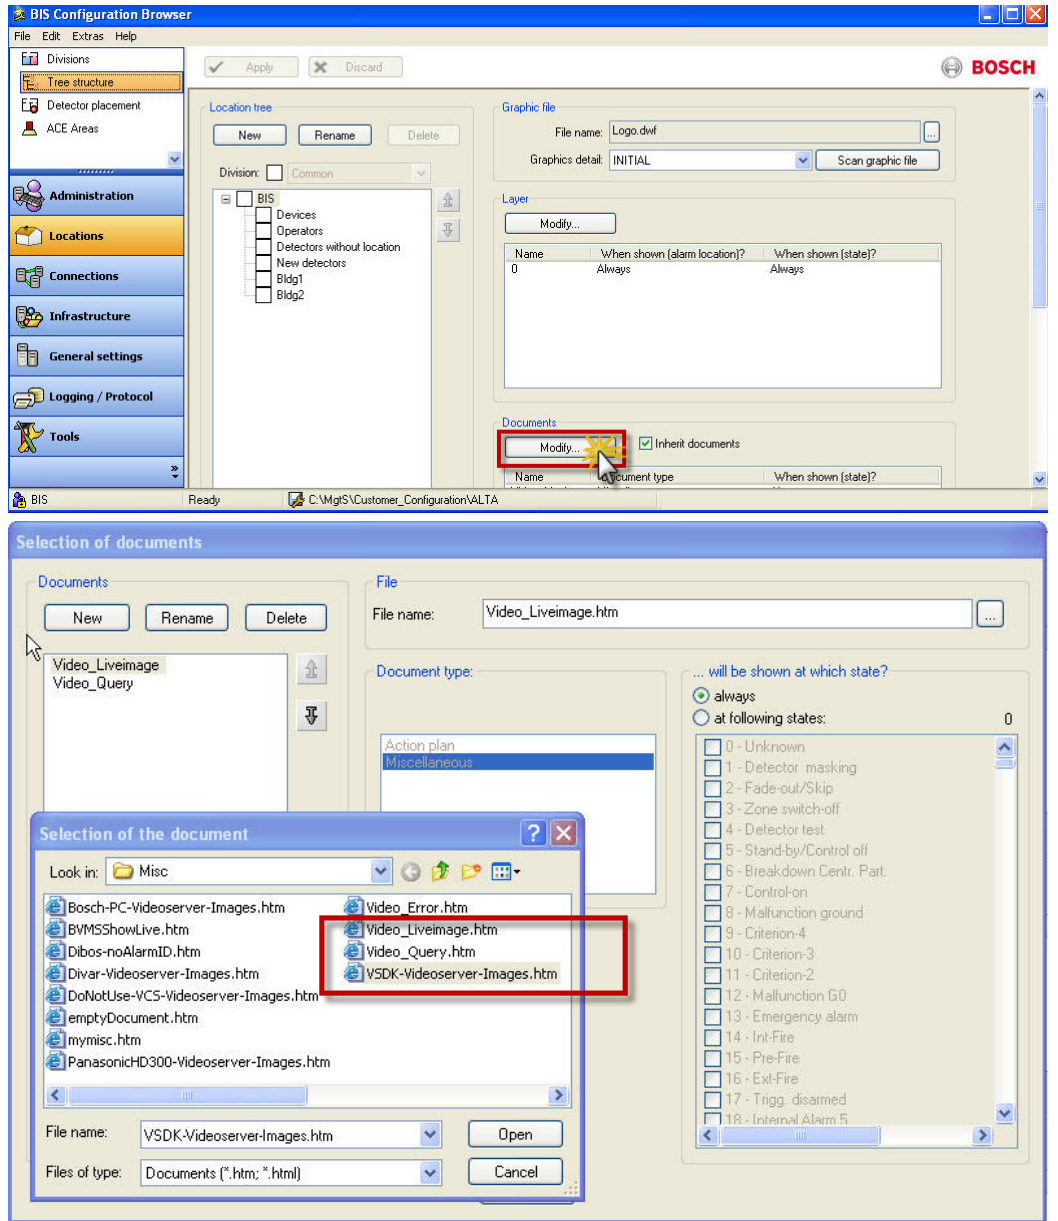 BIS Configuration Browser
File Edit Extras Help
Divisions
Tree structure
Detector placement
ACE Areas
Administration
Locations
Connections
Infrastructure
General settings
Logging / Protocol
Tools
Apply
Discard
BOSCH
Location tree
New
Rename
Delete
Division:
Common
BIS
Devices
Operators
Detectors without location
New detectors
Bldg1
Bldg2
Graphic file
File name: Logo.dwf ...
Graphics detail: INITIAL Scan graphic file
Layer
Modify...
Name When shown (alarm location)? When shown (state)?
0 Always Always
Documents
Modify... Inherit documents
Name Document type When shown (state)?
BIS Ready C:\MgtS\Customer_Configuration\ALTA
Selection of documents
Documents
New Rename Delete
Video_Liveimage
Video_Query
File
File name: Video_Liveimage.htm ...
Document type:
Action plan
Miscellaneous
... will be shown at which state?
always
at following states: 0
0 - Unknown
1 - Detector masking
2 - Fade-out/Skip
3 - Zone switch-off
4 - Detector test
5 - Stand-by/Control off
6 - Breakdown Centr. Part.
7 - Control-on
8 - Malfunction ground
9 - Criterion-4
10 - Criterion-3
11 - Criterion-2
12 - Malfunction G0
13 - Emergency alarm
14 - Int-Fire
15 - Pre-Fire
16 - Ext-Fire
17 - Trigg. disarmed
18 - Internal Alarm 5
Selection of the document
Look in: Misc
Bosch-PC-Videoserver-Images.htm
BVMSShowLive.htm
Dibos-noAlarmID.htm
Divar-Videoserver-Images.htm
DoNotUse-VCS-Videoserver-Images.htm
emptyDocument.htm
mymisc.htm
PanasonicHD300-Videoserver-Images.htm
Video_Error.htm
Video_Liveimage.htm
Video_Query.htm
VSDK-Videoserver-Images.htm
File name: VSDK-Videoserver-Images.htm Open
Files of type: Documents (*.htm; *.html) Cancel